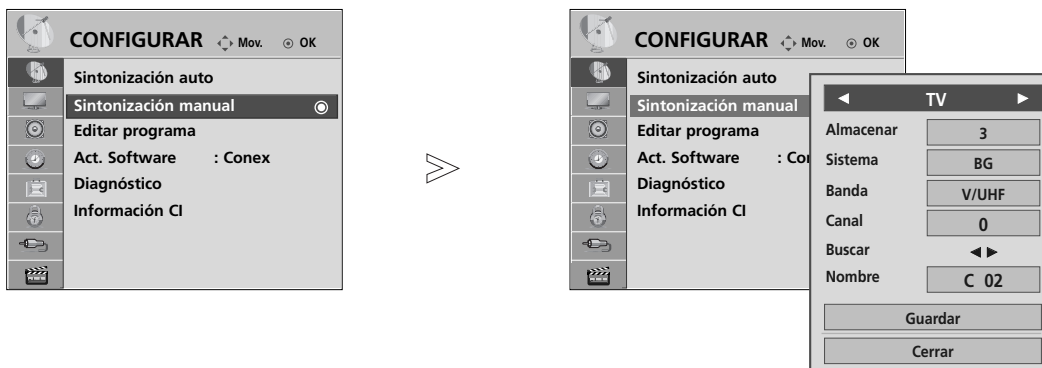 CONFIGURAR Mov. OK
Sintonización auto
Sintonización manual
Editar programa
Act. Software : Conex
Diagnóstico
Información CI
CONFIGURAR Mov. OK
Sintonización auto
Sintonización manual
Editar programa
Act. Software : Con
Diagnóstico
Información CI
◄ TV ►
Almacenar 3
Sistema BG
Banda V/UHF
Canal 0
Buscar ◄ ►
Nombre C 02
Guardar
Cerrar